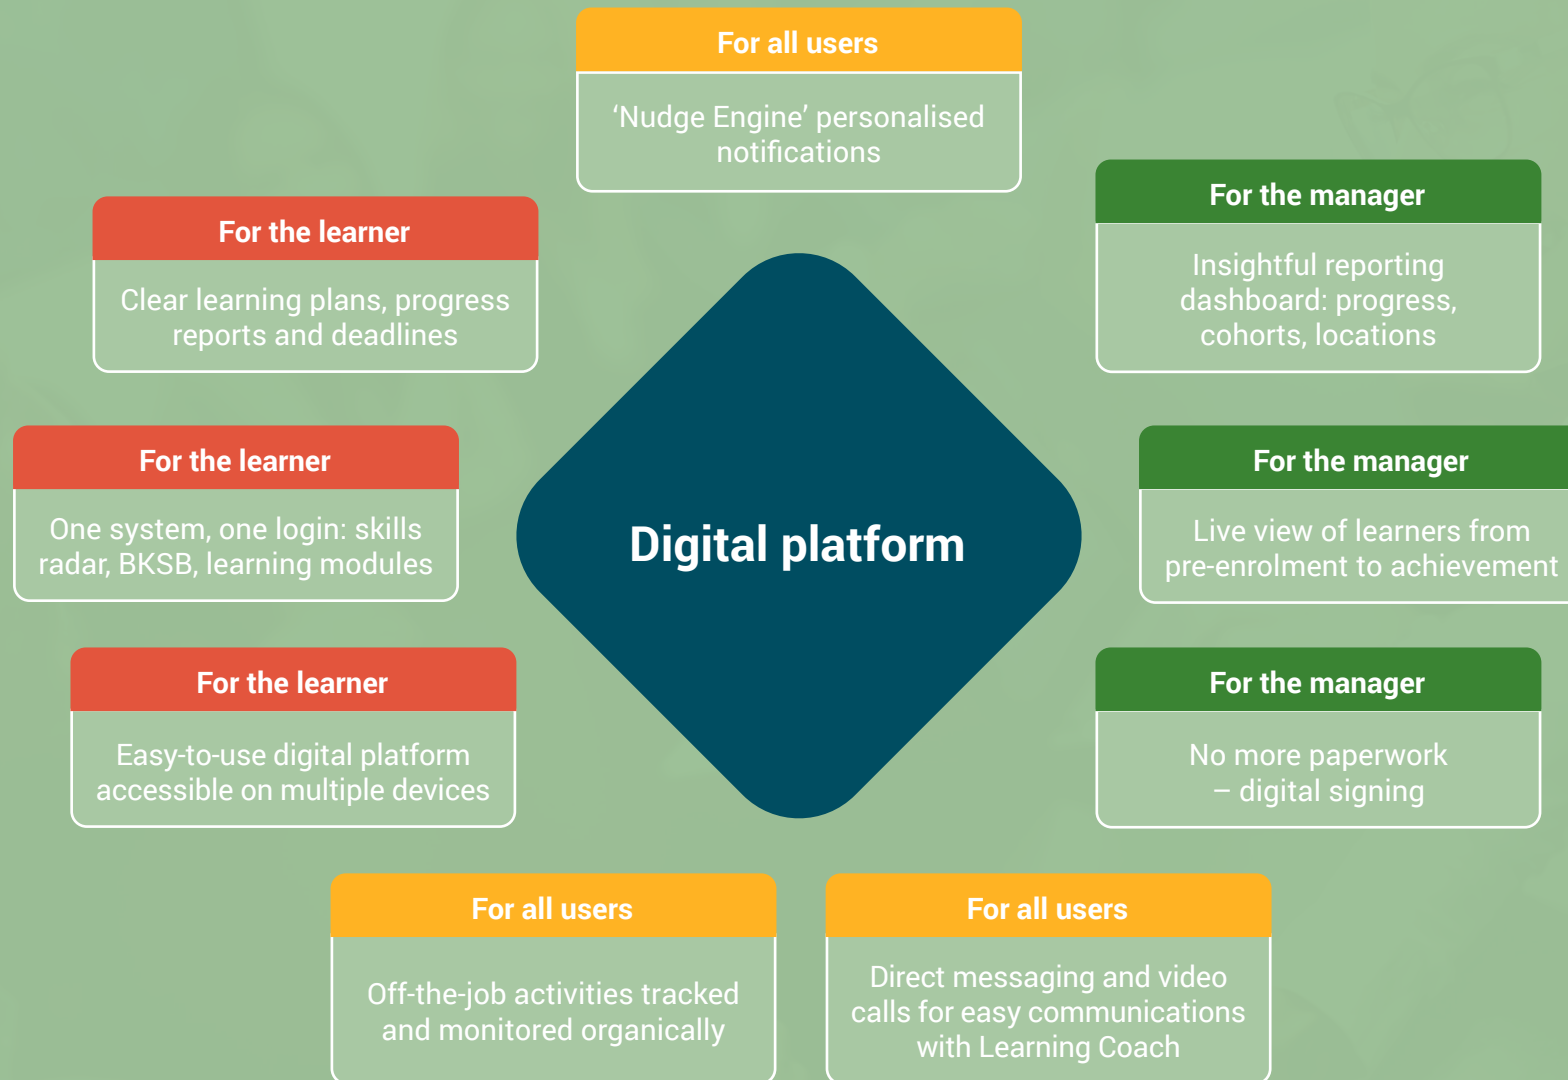 For all users
‘Nudge Engine’ personalised
notifications
For the learner
Clear learning plans, progress
reports and deadlines
For the manager
Insightful reporting
dashboard: progress,
cohorts, locations
For the learner
One system, one login: skills
radar, BKSB, learning modules
Digital platform
For the manager
Live view of learners from
pre-enrolment to achievement
For the learner
Easy-to-use digital platform
accessible on multiple devices
For the manager
No more paperwork
– digital signing
For all users
Off-the-job activities tracked
and monitored organically
For all users
Direct messaging and video
calls for easy communications
with Learning Coach